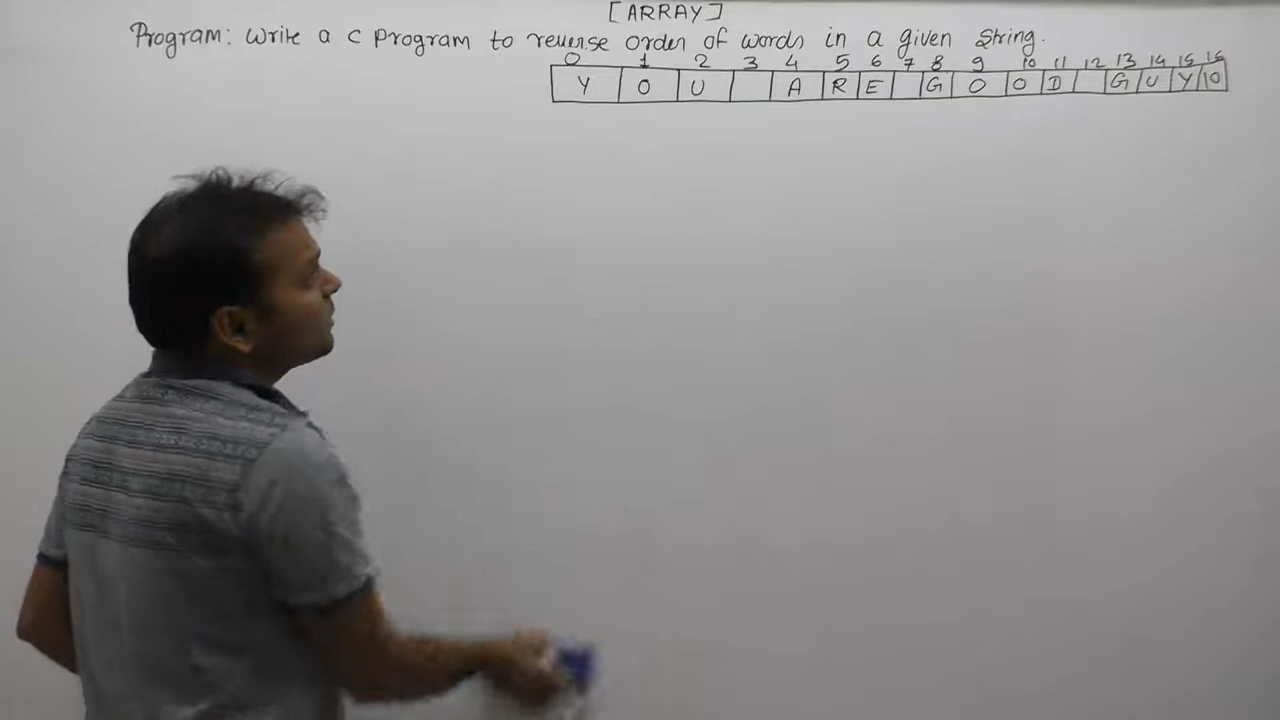 [ARRAY]
Program: Write a c program to reverse order of words in a given string.
0 1 2 3 4 5 6 7 8 9 10 11 12 13 14 15 16
Y O U A R E G O O D G U Y \0